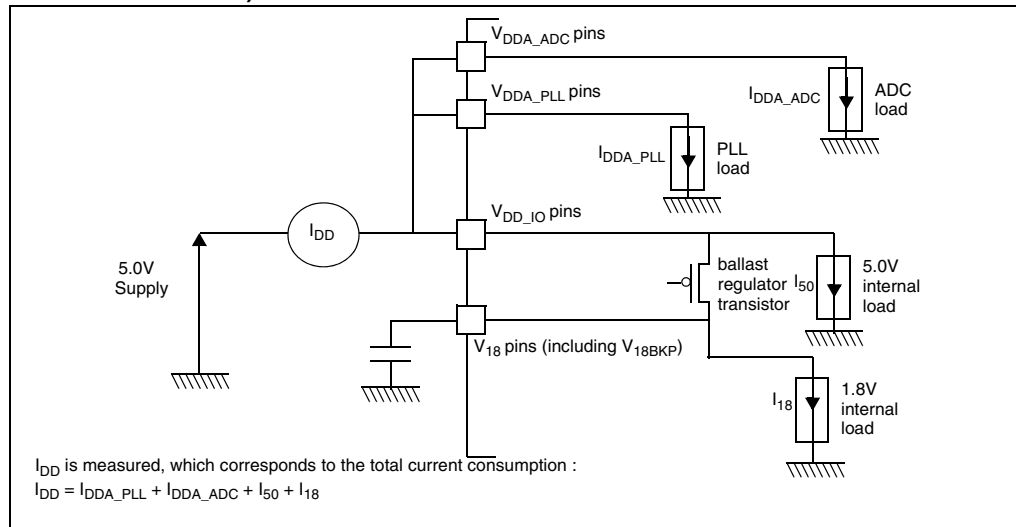 V_DDA_ADC pins
I_DDA_ADC
ADC
load
V_DDA_PLL pins
I_DDA_PLL
PLL
load
V_DD_IO pins
I_DD
5.0V
Supply
ballast
regulator
transistor
I_50
5.0V
internal
load
V_18 pins (including V_18BKP)
I_18
1.8V
internal
load
I_DD is measured, which corresponds to the total current consumption :
I_DD = I_DDA_PLL + I_DDA_ADC + I_50 + I_18